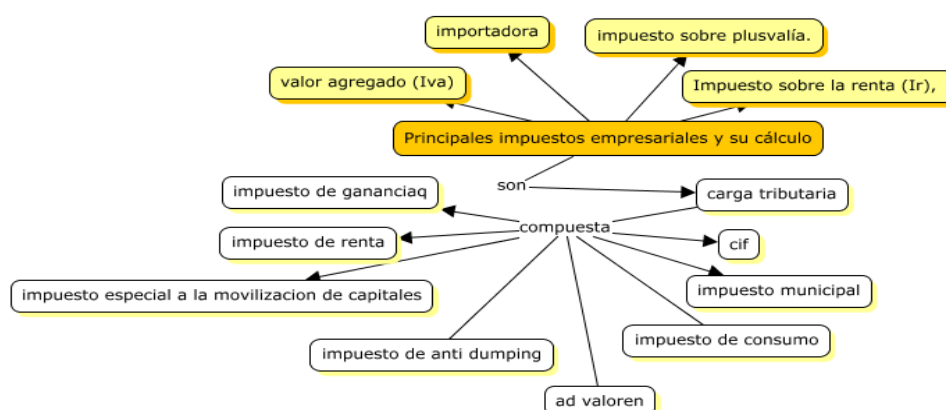 importadora
impuesto sobre plusvalía.
valor agregado (Iva)
Impuesto sobre la renta (Ir),
Principales impuestos empresariales y su cálculo
son
impuesto de gananciaq
carga tributaria
compuesta
impuesto de renta
cif
impuesto especial a la movilizacion de capitales
impuesto municipal
impuesto de consumo
impuesto de anti dumping
ad valoren